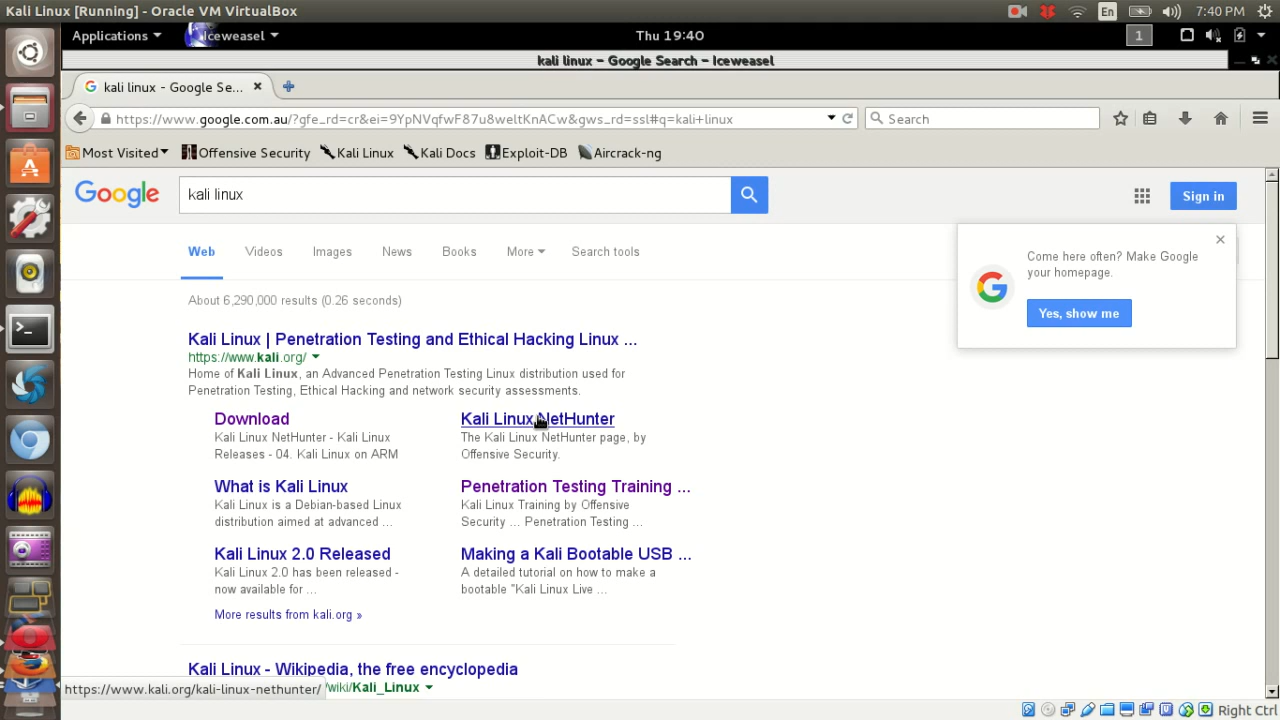 Kali Linux [Running] - Oracle VM VirtualBox
En
7:40 PM
Applications
Iceweasel
Thu 19:40
1
kali linux - Google Search - Iceweasel
kali linux - Google Se...
https://www.google.com.au/?gfe_rd=cr&ei=9YpNVqfwF87u8weltKnACw&gws_rd=ssl#q=kali+linux
Search
Most Visited
Offensive Security
Kali Linux
Kali Docs
Exploit-DB
Aircrack-ng
Google
kali linux
Sign in
Web
Videos
Images
News
Books
More
Search tools
Come here often? Make Google
your homepage.
Yes, show me
About 6,290,000 results (0.26 seconds)
Kali Linux | Penetration Testing and Ethical Hacking Linux ...
https://www.kali.org/
Home of Kali Linux, an Advanced Penetration Testing Linux distribution used for
Penetration Testing, Ethical Hacking and network security assessments.
Download
Kali Linux NetHunter - Kali Linux
Releases - 04. Kali Linux on ARM
Kali Linux NetHunter
The Kali Linux NetHunter page, by
Offensive Security.
What is Kali Linux
Kali Linux is a Debian-based Linux
distribution aimed at advanced ...
Penetration Testing Training ...
Kali Linux Training by Offensive
Security ... Penetration Testing ...
Kali Linux 2.0 Released
Kali Linux 2.0 has been released -
now available for ...
Making a Kali Bootable USB ...
A detailed tutorial on how to make a
bootable "Kali Linux Live ...
More results from kali.org »
Kali Linux - Wikipedia, the free encyclopedia
/wiki/Kali_Linux
https://www.kali.org/kali-linux-nethunter/
Right Ctrl